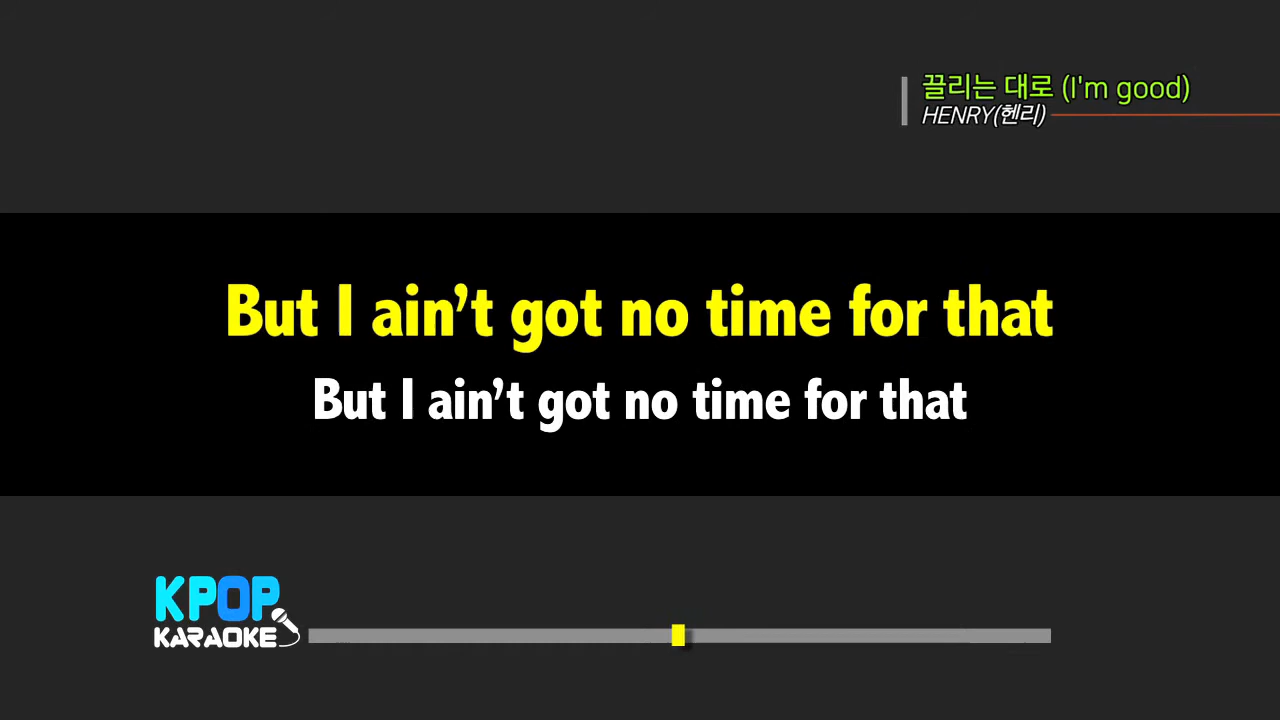 끌리는 대로 (I'm good)
HENRY(헨리)
But I ain’t got no time for that
But I ain’t got no time for that
KPOP
KARAOKE